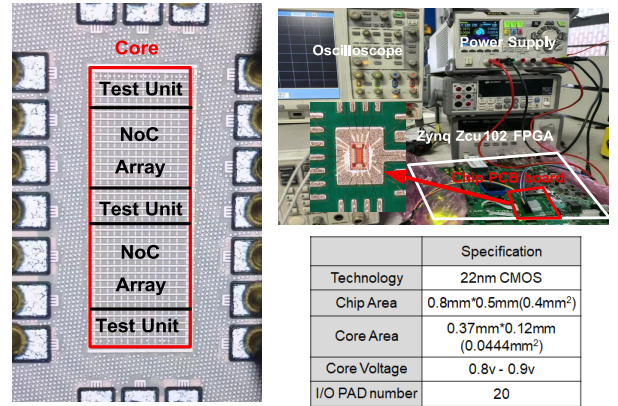 Core
Test Unit
NoC
Array
Test Unit
NoC
Array
Test Unit
Oscilloscope
Power Supply
Zynq Zcu102 FPGA
Chip PCB board
Specification
Technology 22nm CMOS
Chip Area 0.8mm*0.5mm(0.4mm²)
Core Area 0.37mm*0.12mm
(0.0444mm²)
Core Voltage 0.8v - 0.9v
I/O PAD number 20